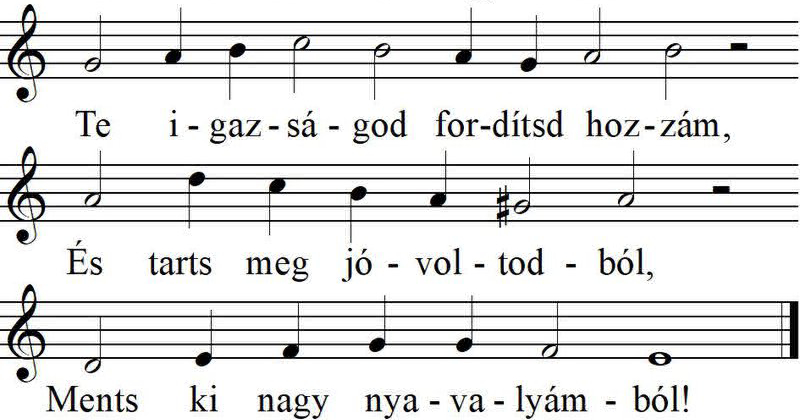 Te i - gaz - sá - god for - dítsd hoz - zám,
És tarts meg jó - vol - tod - ból,
Ments ki nagy nya - va - lyám - ból!